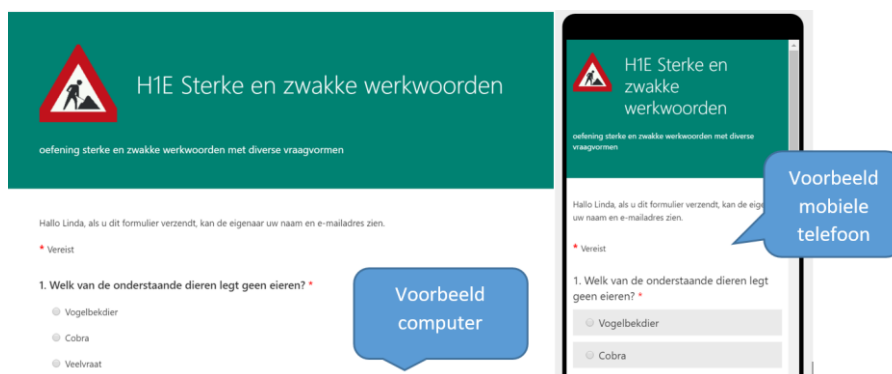 H1E Sterke en zwakke werkwoorden
oefening sterke en zwakke werkwoorden met diverse vraagvormen
Hallo Linda, als u dit formulier verzendt, kan de eigenaar uw naam en e-mailadres zien.
* Vereist
1. Welk van de onderstaande dieren legt geen eieren? *
Vogelbekdier
Cobra
Veelvraat
Voorbeeld
computer
H1E Sterke en
zwakke
werkwoorden
oefening sterke en zwakke werkwoorden met diverse
vraagvormen
Hallo Linda, als u dit formulier verzendt, kan de eige
uw naam en e-mailadres zien.
* Vereist
1. Welk van de onderstaande dieren legt
geen eieren? *
Vogelbekdier
Cobra
Voorbeeld
mobiele
telefoon